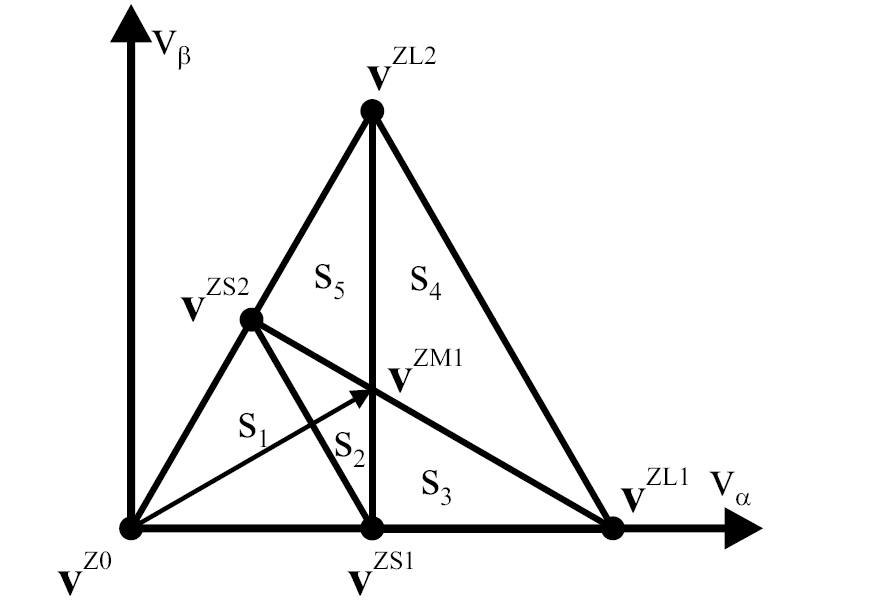 Vβ
v^ZL2
S5
S4
v^ZS2
v^ZM1
S1
S2
S3
v^ZL1
Vα
v^Z0
v^ZS1